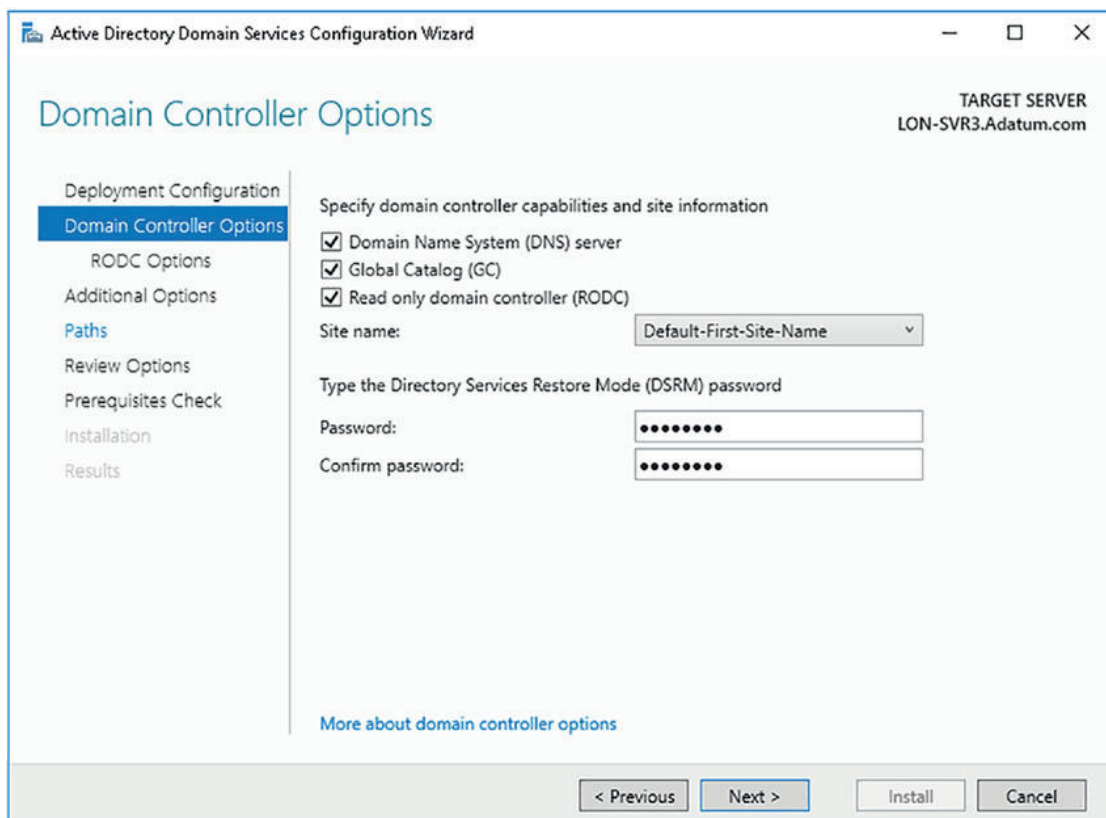 Active Directory Domain Services Configuration Wizard
Domain Controller Options
TARGET SERVER
LON-SVR3.Adatum.com
Deployment Configuration
Domain Controller Options
RODC Options
Additional Options
Paths
Review Options
Prerequisites Check
Installation
Results
Specify domain controller capabilities and site information
Domain Name System (DNS) server
Global Catalog (GC)
Read only domain controller (RODC)
Site name: Default-First-Site-Name
Type the Directory Services Restore Mode (DSRM) password
Password: ●●●●●●●●
Confirm password: ●●●●●●●●
More about domain controller options
< Previous Next > Install Cancel